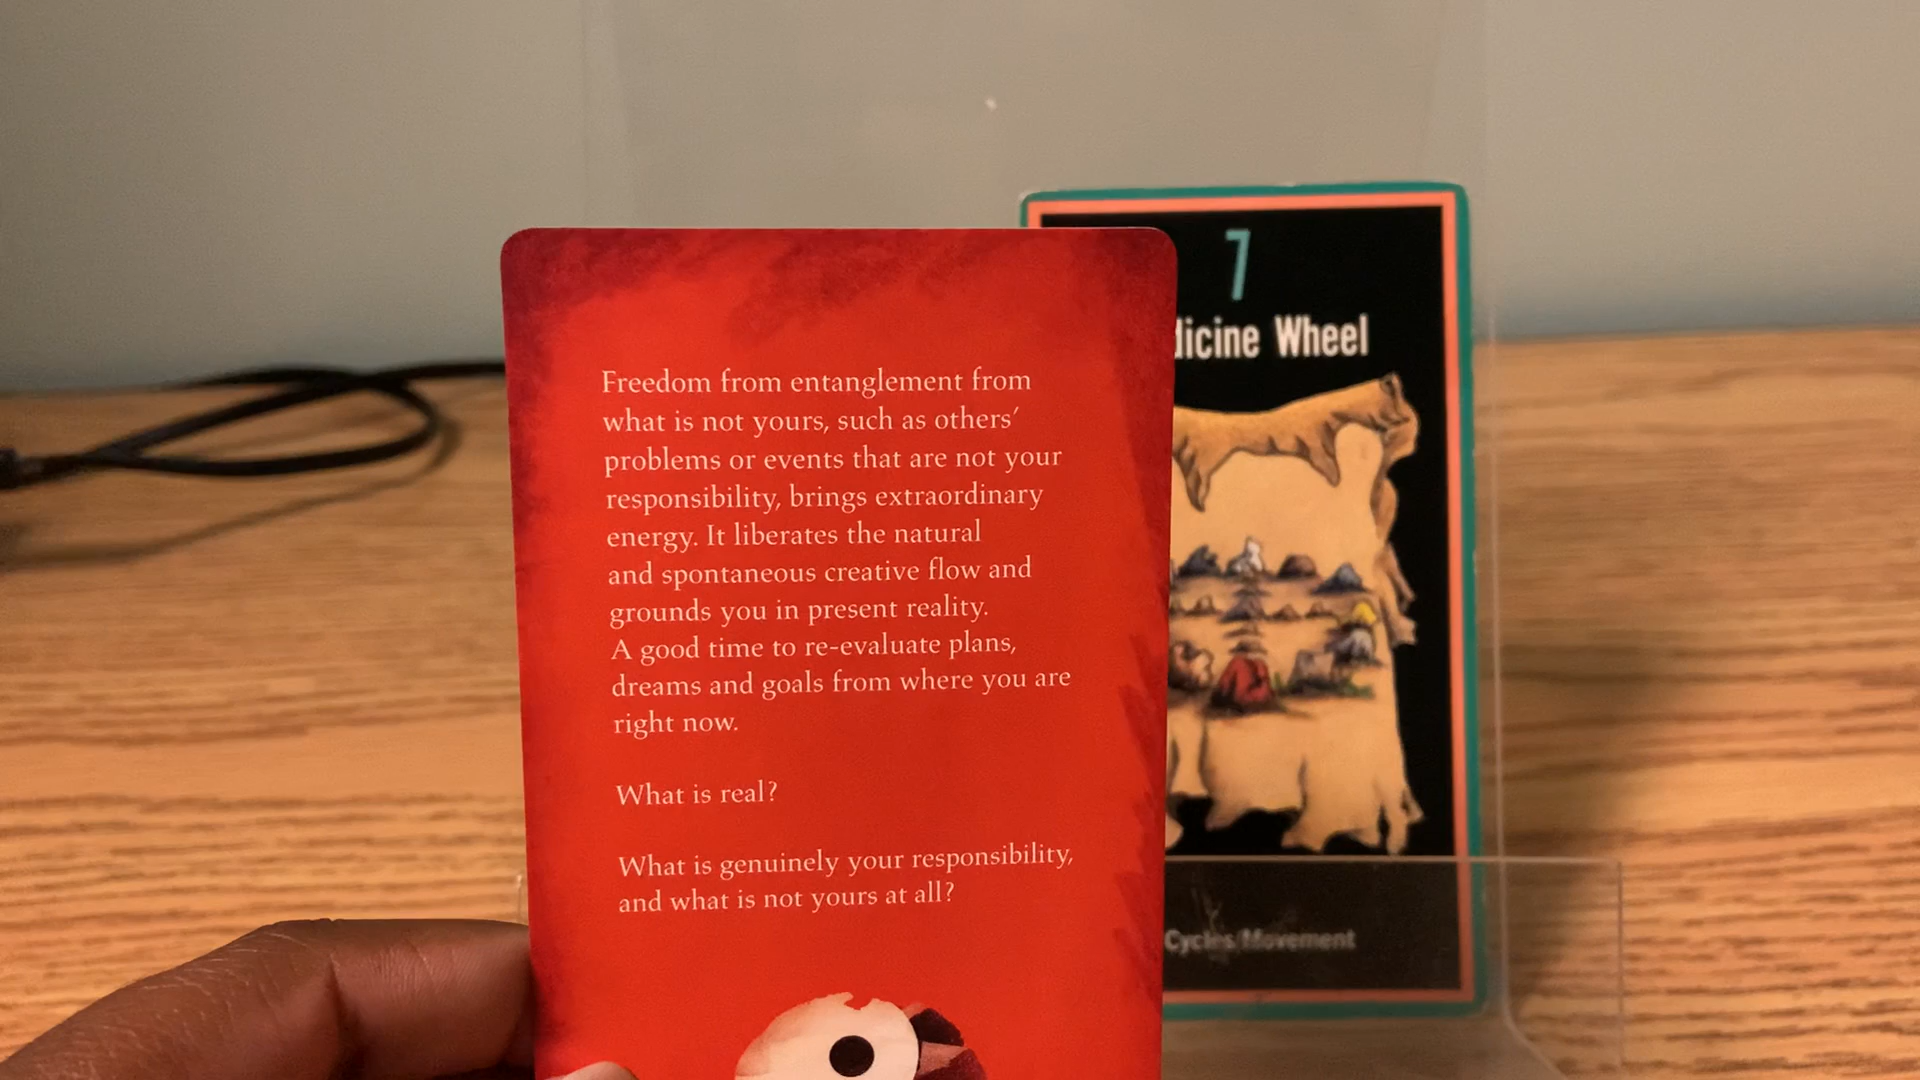 Freedom from entanglement from
what is not yours, such as others'
problems or events that are not your
responsibility, brings extraordinary
energy. It liberates the natural
and spontaneous creative flow and
grounds you in present reality.
A good time to re-evaluate plans,
dreams and goals from where you are
right now.
What is real?
What is genuinely your responsibility,
and what is not yours at all?
7
dicine Wheel
Cycles/Movement